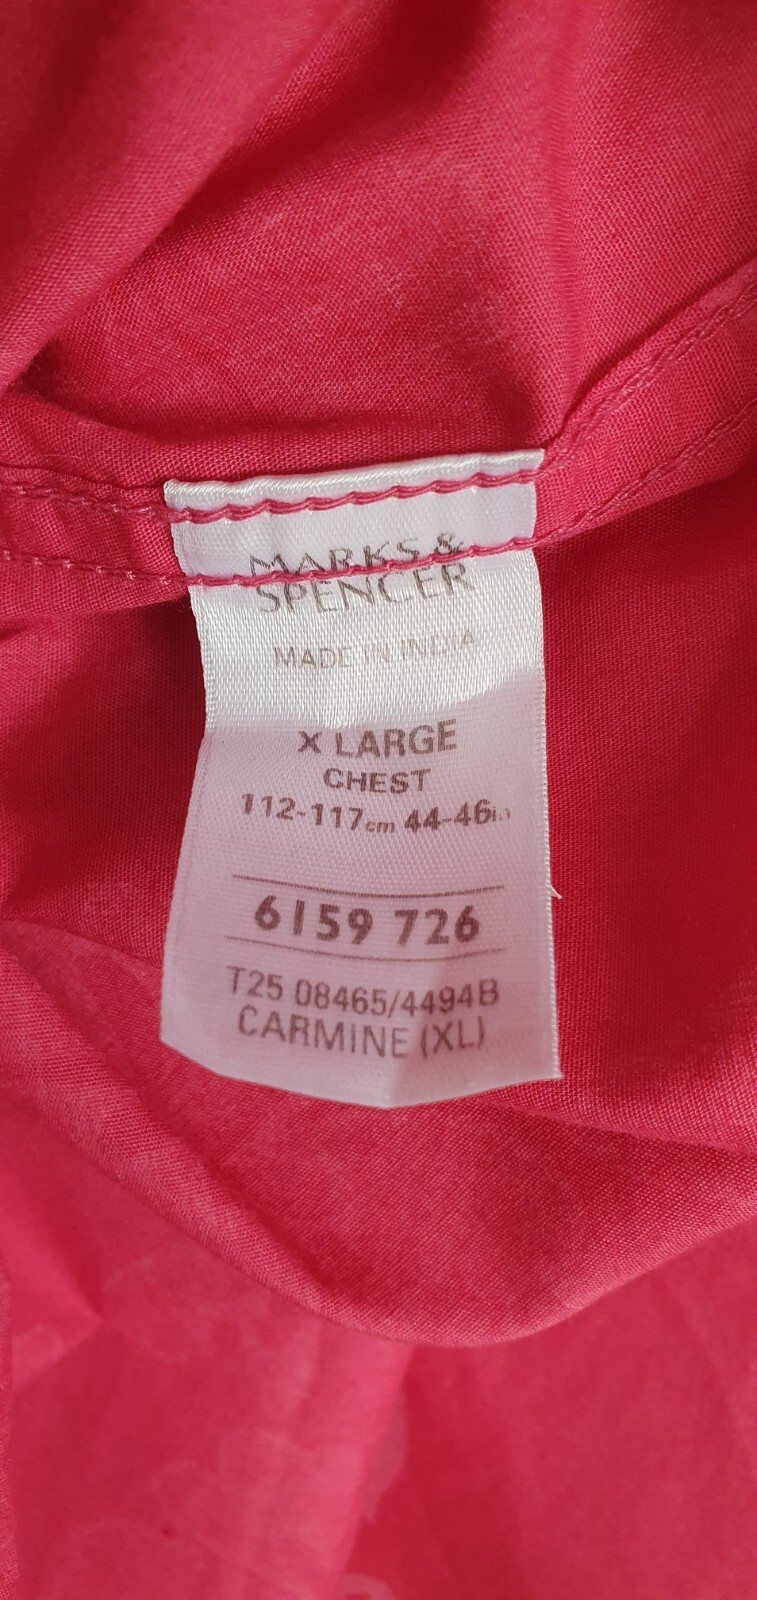 MARKS &
SPENCER
MADE IN INDIA
X LARGE
CHEST
112-117cm 44-46in
6159 726
T25 08465/4494B
CARMINE (XL)